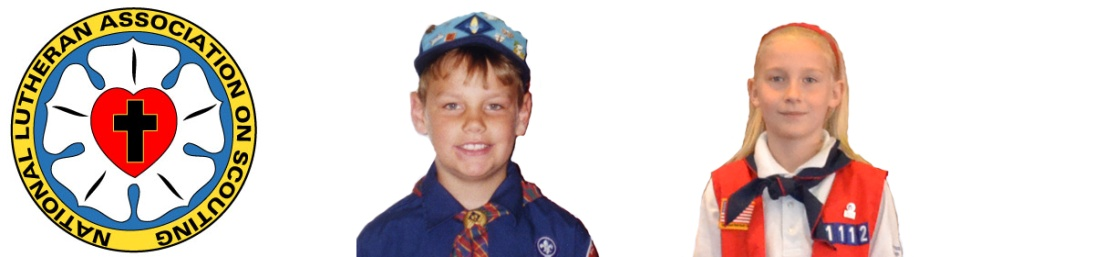 NATIONAL LUTHERAN ASSOCIATION ON SCOUTING
1112